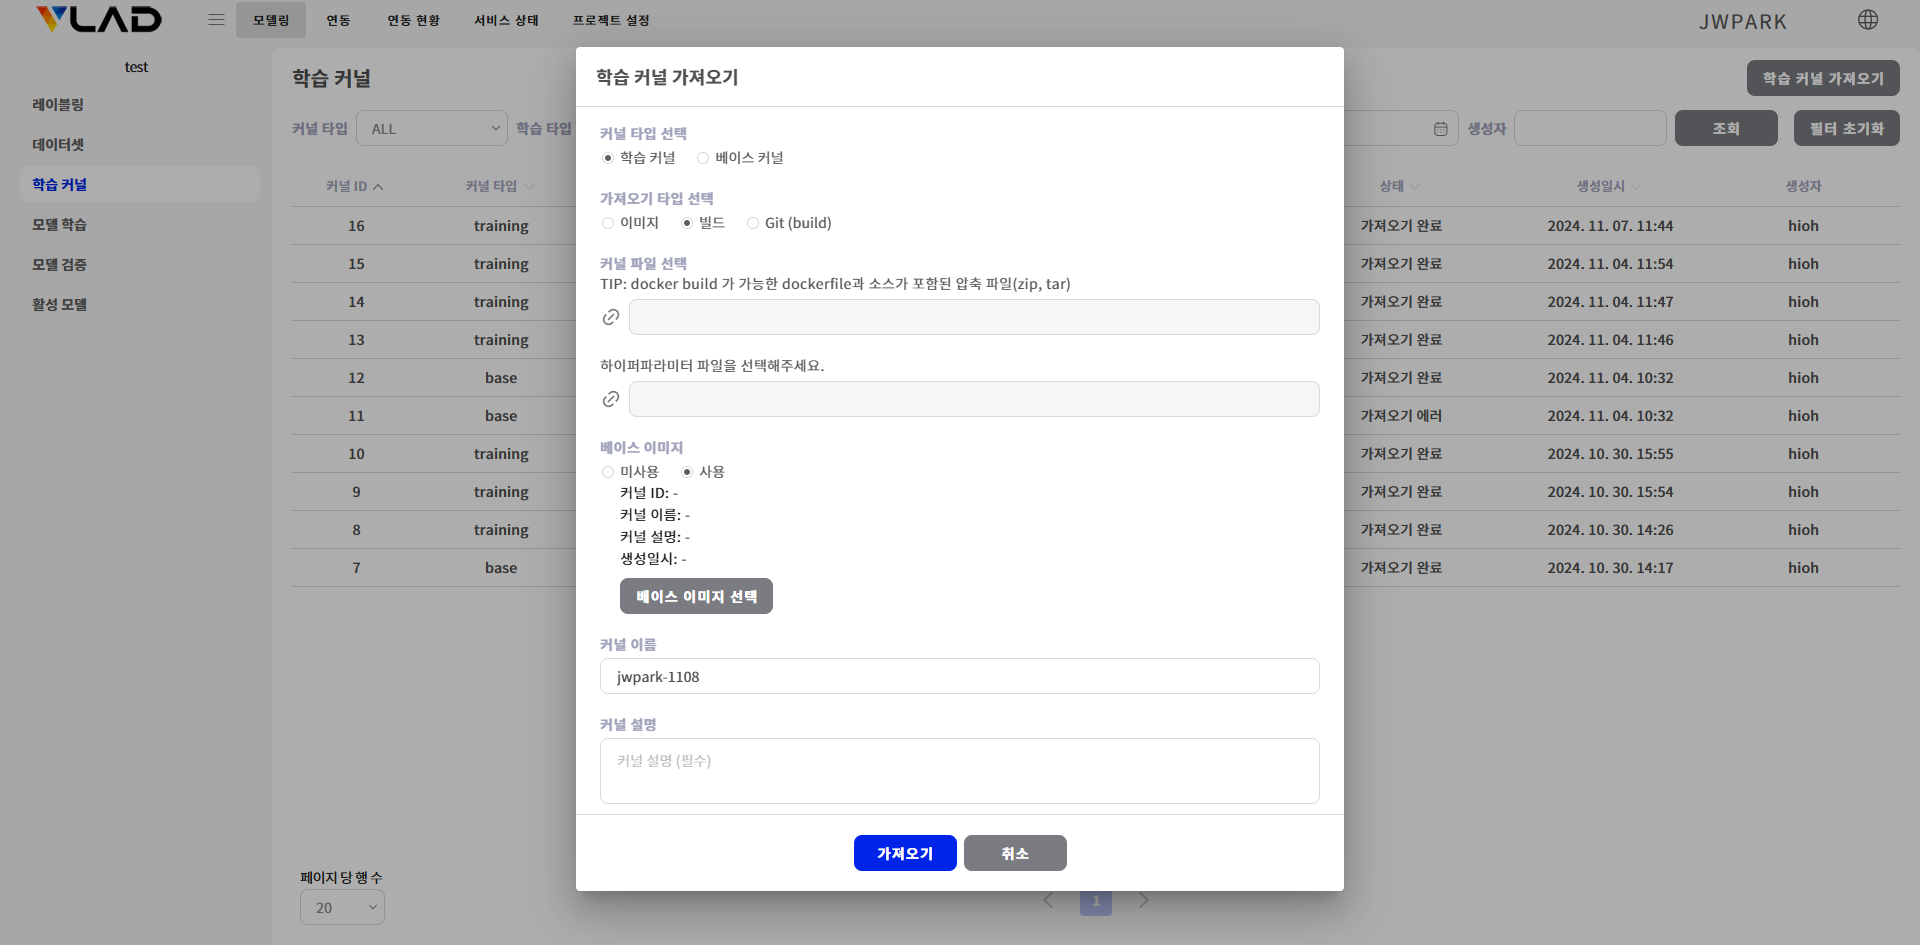 VLAD
모델링 연동 연동 현황 서비스 상태 프로젝트 설정
JWPARK
test
레이블링
데이터셋
학습 커널
모델 학습
모델 검증
활성 모델
학습 커널
학습 커널 가져오기
커널 타입 ALL 학습 타입 생성자 조회 필터 초기화
커널 ID 커널 타입 상태 생성일시 생성자
16 training 가져오기 완료 2024. 11. 07. 11:44 hioh
15 training 가져오기 완료 2024. 11. 04. 11:54 hioh
14 training 가져오기 완료 2024. 11. 04. 11:47 hioh
13 training 가져오기 완료 2024. 11. 04. 11:46 hioh
12 base 가져오기 완료 2024. 11. 04. 10:32 hioh
11 base 가져오기 에러 2024. 11. 04. 10:32 hioh
10 training 가져오기 완료 2024. 10. 30. 15:55 hioh
9 training 가져오기 완료 2024. 10. 30. 15:54 hioh
8 training 가져오기 완료 2024. 10. 30. 14:26 hioh
7 base 가져오기 완료 2024. 10. 30. 14:17 hioh
페이지 당 행 수
20
1
학습 커널 가져오기
커널 타입 선택
학습 커널 베이스 커널
가져오기 타입 선택
이미지 빌드 Git (build)
커널 파일 선택
TIP: docker build 가 가능한 dockerfile과 소스가 포함된 압축 파일(zip, tar)
하이퍼파라미터 파일을 선택해주세요.
베이스 이미지
미사용 사용
커널 ID: -
커널 이름: -
커널 설명: -
생성일시: -
베이스 이미지 선택
커널 이름
jwpark-1108
커널 설명
커널 설명 (필수)
가져오기 취소